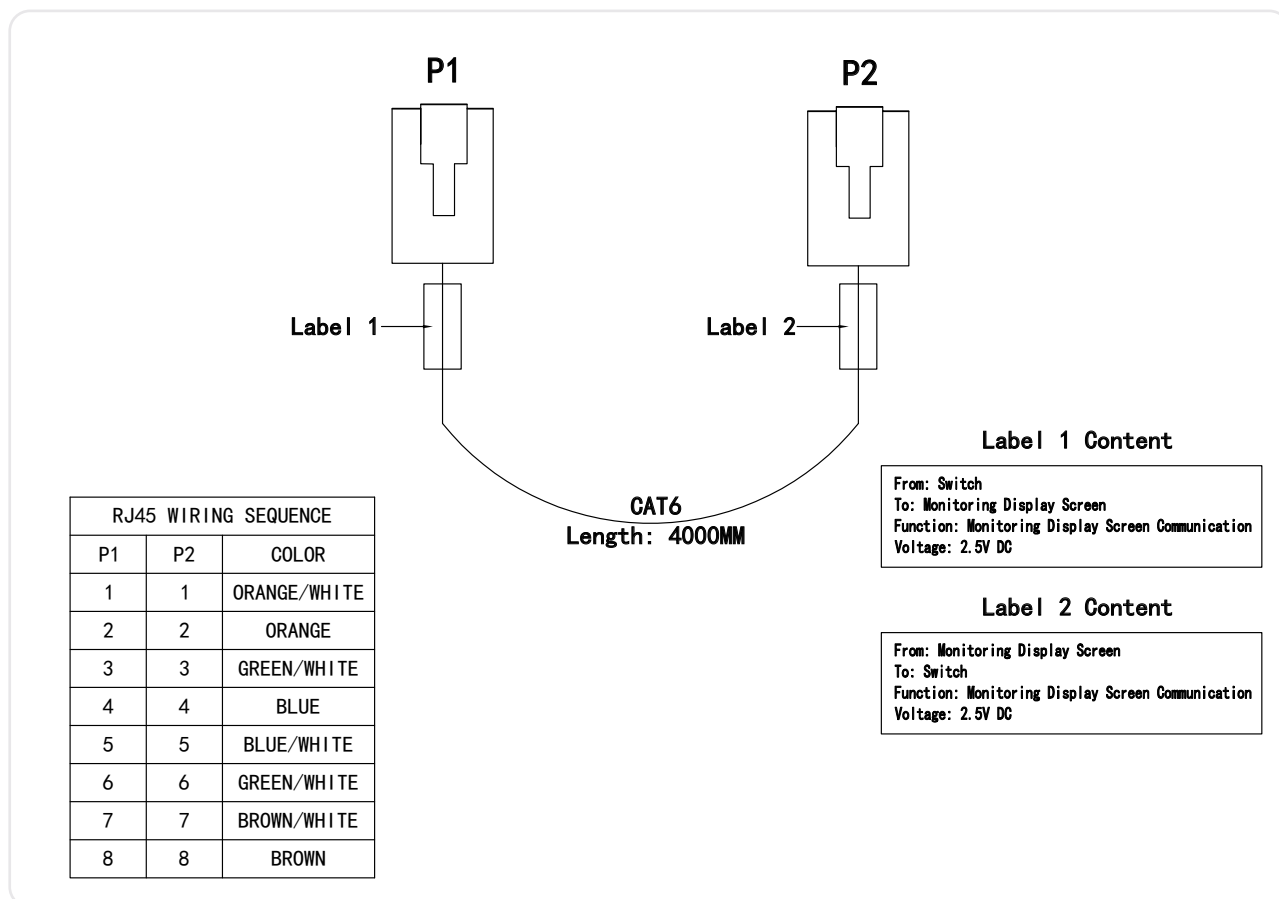 P1
P2
Label 1
Label 2
CAT6
Length: 4000MM
RJ45 WIRING SEQUENCE
P1 P2 COLOR
1 1 ORANGE/WHITE
2 2 ORANGE
3 3 GREEN/WHITE
4 4 BLUE
5 5 BLUE/WHITE
6 6 GREEN/WHITE
7 7 BROWN/WHITE
8 8 BROWN
Label 1 Content
From: Switch
To: Monitoring Display Screen
Function: Monitoring Display Screen Communication
Voltage: 2.5V DC
Label 2 Content
From: Monitoring Display Screen
To: Switch
Function: Monitoring Display Screen Communication
Voltage: 2.5V DC